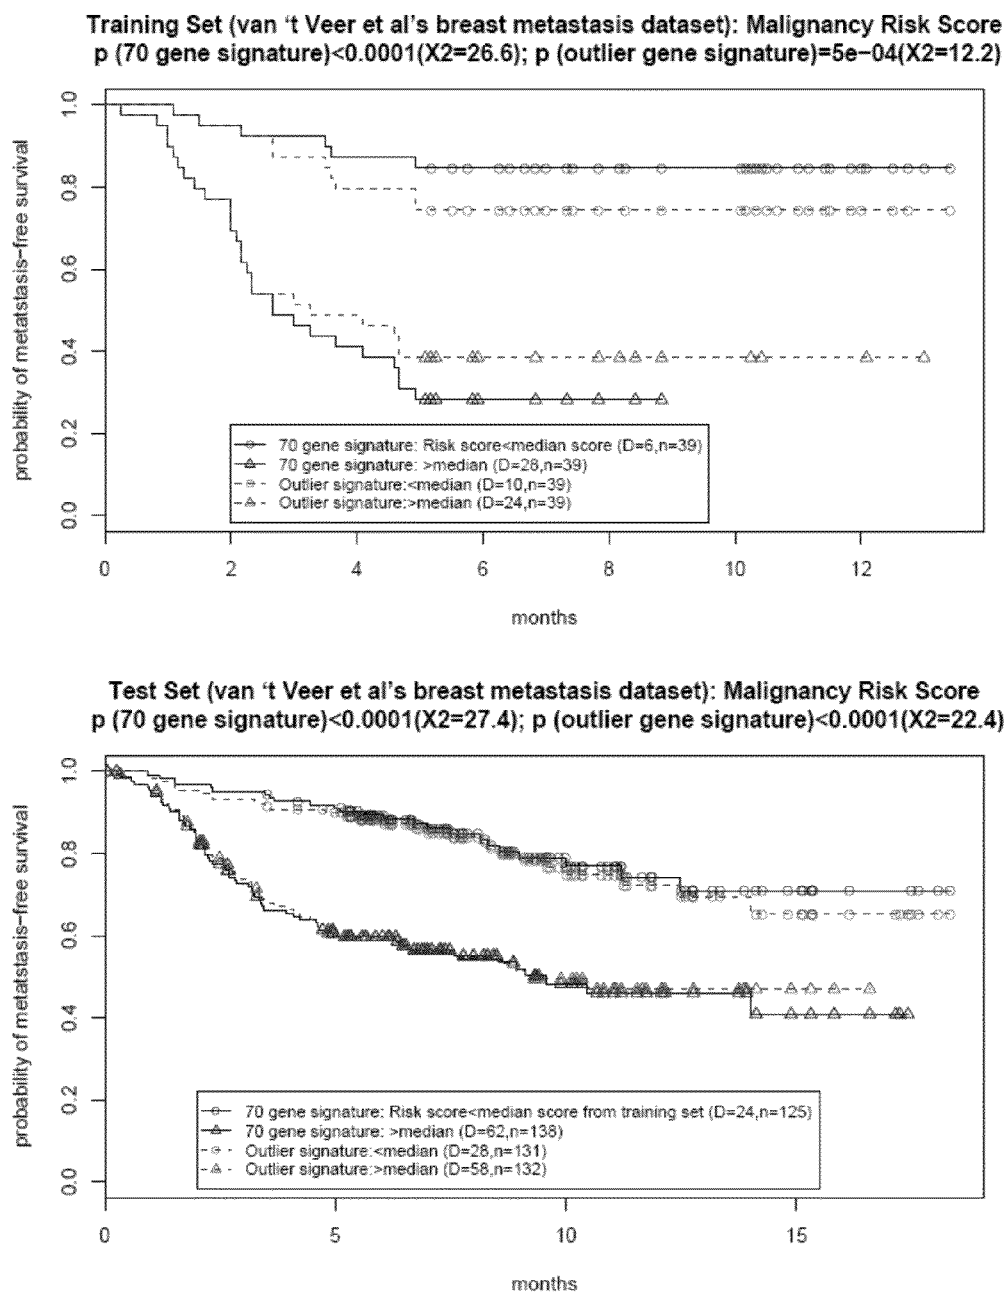 Training Set (van ‘t Veer et al’s breast metastasis dataset): Malignancy Risk Score
p (70 gene signature)<0.0001(X2=26.6); p (outlier gene signature)=5e−04(X2=12.2)
probability of metatstasis−free survival
1.0
0.8
0.6
0.4
0.2
0.0
70 gene signature: Risk score<median score (D=6,n=39)
70 gene signature: >median (D=28,n=39)
Outlier signature:<median (D=10,n=39)
Outlier signature:>median (D=24,n=39)
0 2 4 6 8 10 12
months
Test Set (van ‘t Veer et al’s breast metastasis dataset): Malignancy Risk Score
p (70 gene signature)<0.0001(X2=27.4); p (outlier gene signature)<0.0001(X2=22.4)
probability of metatstasis−free survival
1.0
0.8
0.6
0.4
0.2
0.0
70 gene signature: Risk score<median score from training set (D=24,n=125)
70 gene signature: >median (D=62,n=138)
Outlier signature:<median (D=28,n=131)
Outlier signature:>median (D=58,n=132)
0 5 10 15
months